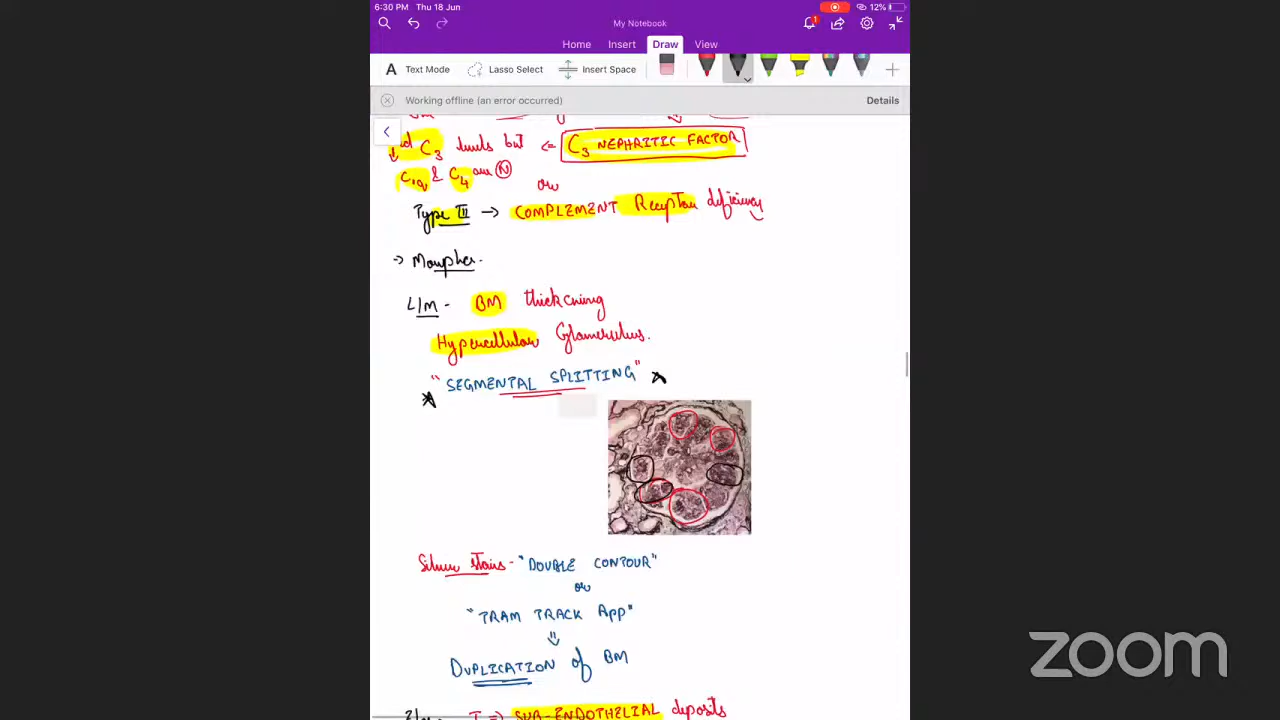 6:30 PM Thu 18 Jun
12%
My Notebook
1
Home Insert Draw View
A Text Mode Lasso Select Insert Space
Working offline (an error occurred) Details
↓ed C3 levels but <= C3 NEPHRITIC FACTOR
C1q & C4 are N
or
Type III → COMPLEMENT Receptor deficiency
→ Morpho.
L/M - BM thickening
Hypercellular Glomerulus.
"SEGMENTAL SPLITTING"
Silver stains - "DOUBLE CONTOUR"
or
"TRAM TRACK App"
DUPLICATION of BM
I => SUB-ENDOTHELIAL deposits
zoom